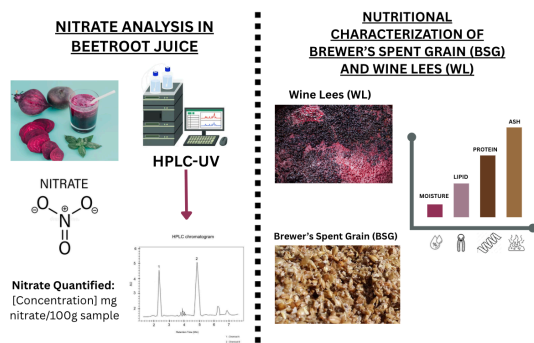 NITRATE ANALYSIS IN
BEETROOT JUICE
HPLC-UV
NITRATE
O
N
O
O
HPLC chromatogram
1
2
Nitrate Quantified:
[Concentration] mg
nitrate/100g sample
NUTRITIONAL
CHARACTERIZATION OF
BREWER'S SPENT GRAIN (BSG)
AND WINE LEES (WL)
Wine Lees (WL)
MOISTURE
LIPID
PROTEIN
ASH
Brewer's Spent Grain (BSG)